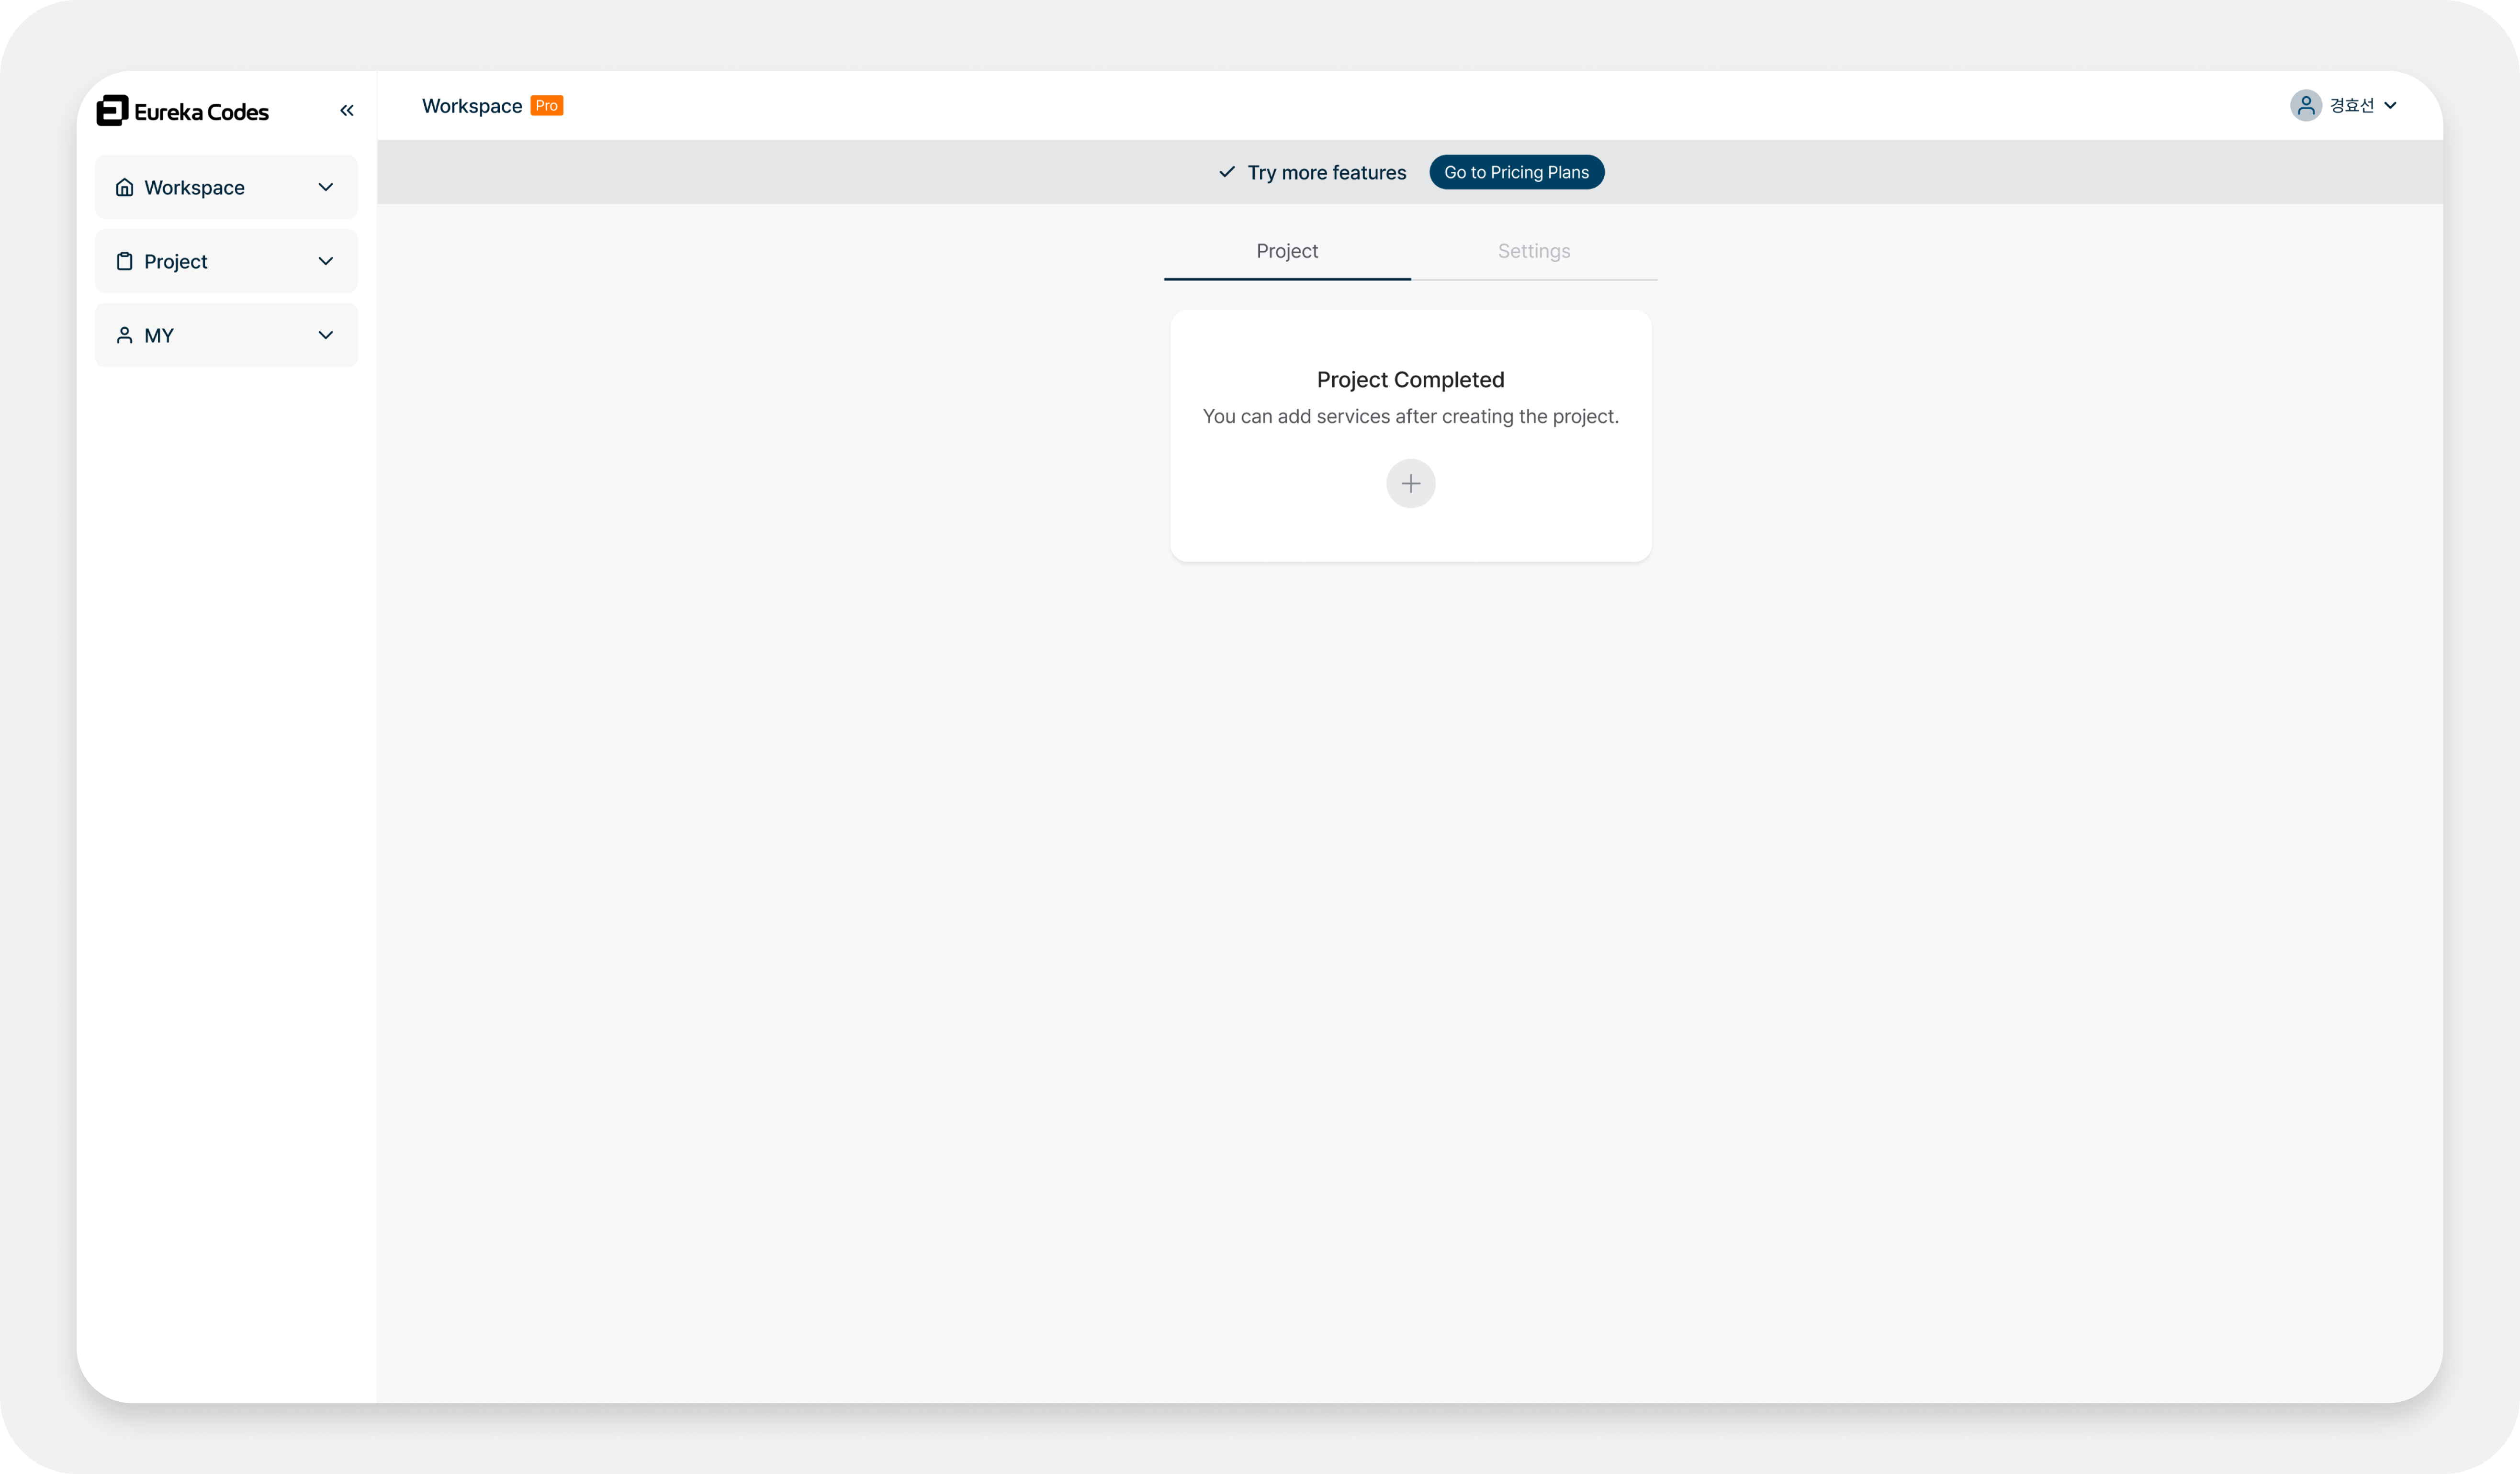 Eureka Codes
Workspace
Project
MY
Workspace Pro
경효선
Try more features Go to Pricing Plans
Project Settings
Project Completed
You can add services after creating the project.